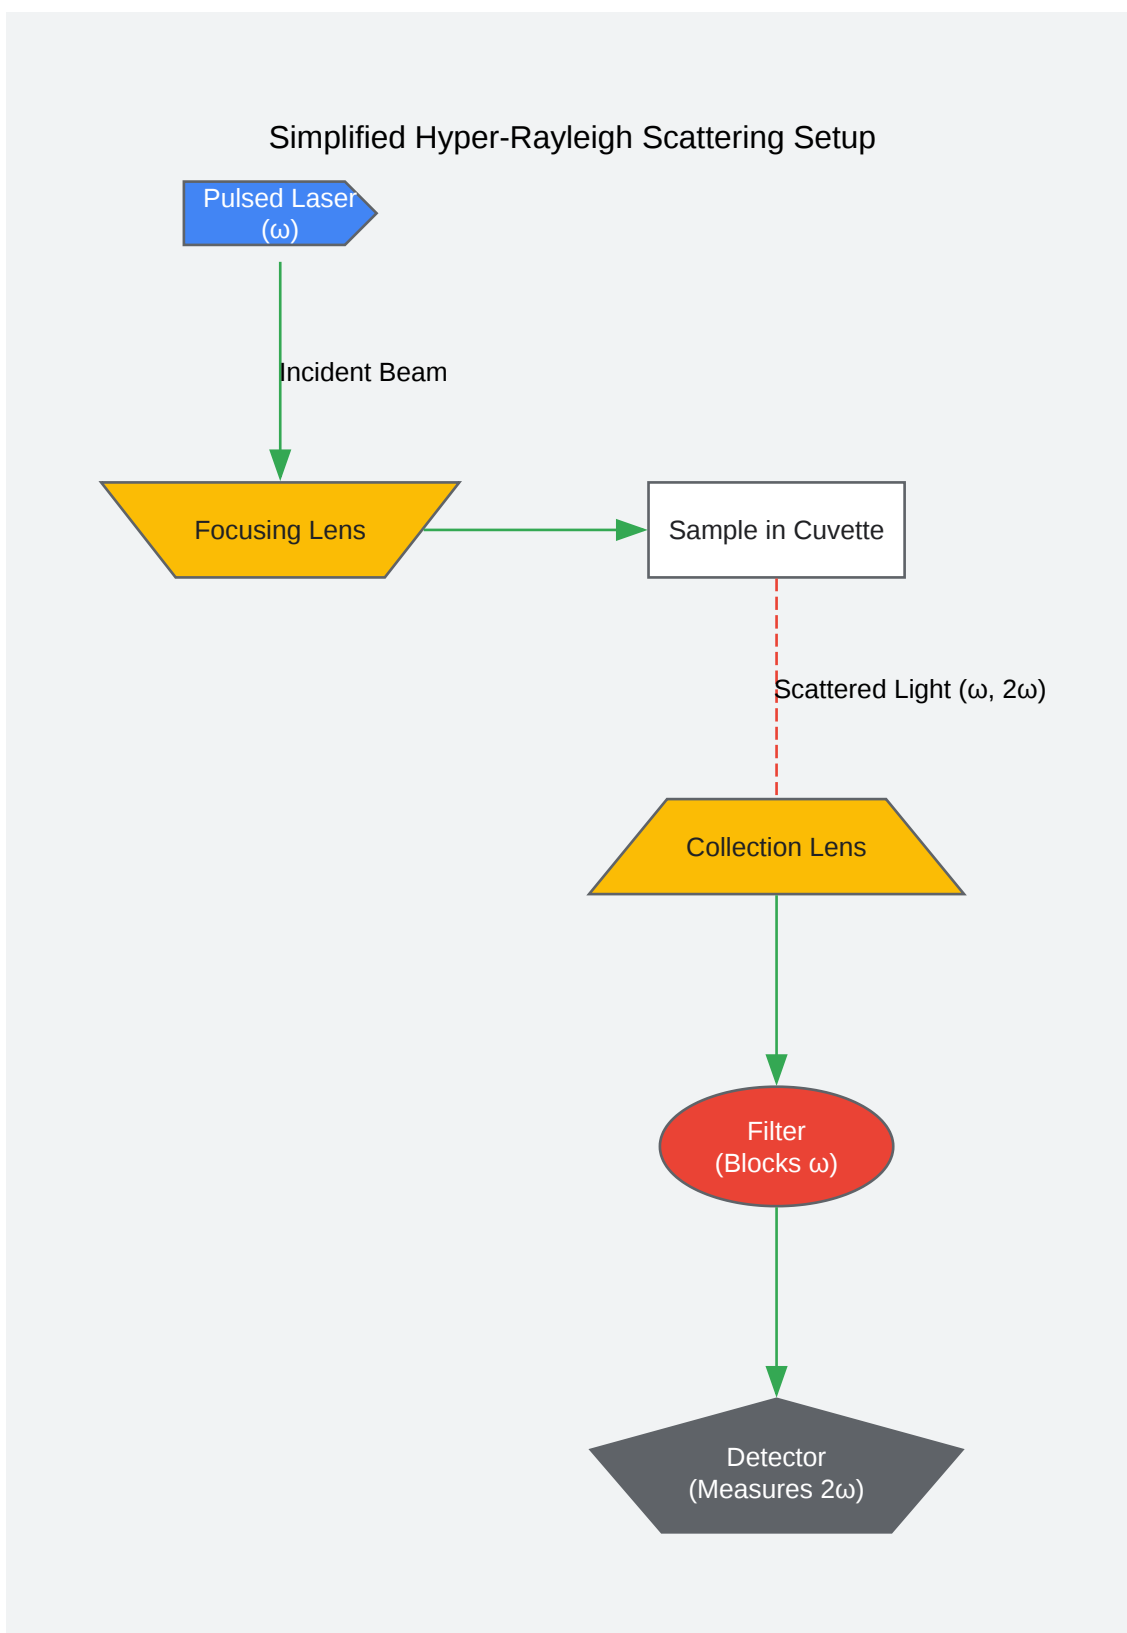 Simplified Hyper-Rayleigh Scattering Setup
Pulsed Laser
(ω)
Incident Beam
Focusing Lens
Sample in Cuvette
Scattered Light (ω, 2ω)
Collection Lens
Filter
(Blocks ω)
Detector
(Measures 2ω)